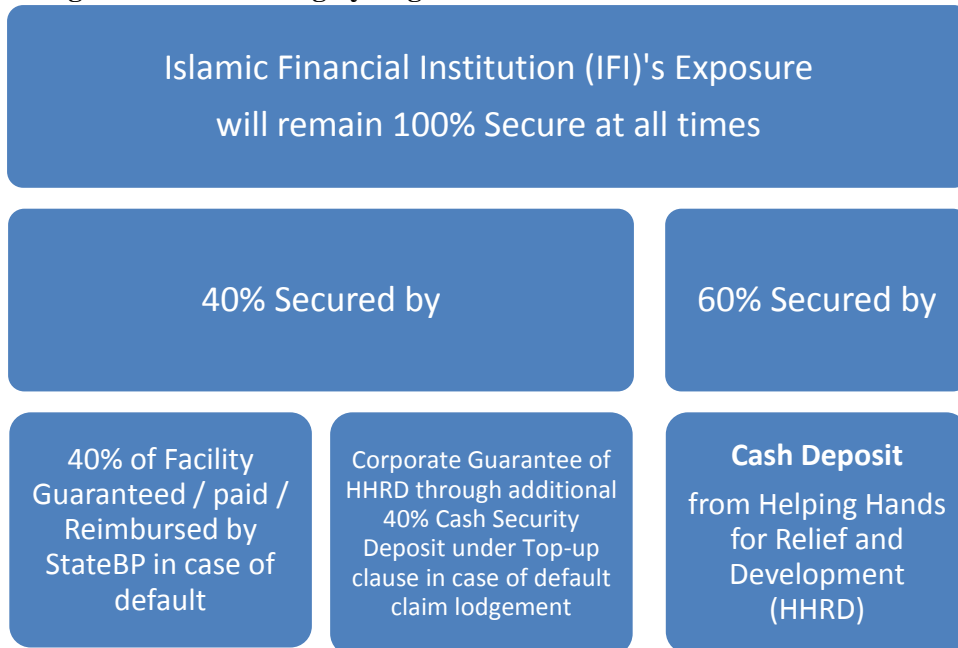 Islamic Financial Institution (IFI)'s Exposure
will remain 100% Secure at all times
40% Secured by
60% Secured by
40% of Facility
Guaranteed / paid /
Reimbursed by
StateBP in case of
default
Corporate Guarantee of
HHRD through additional
40% Cash Security
Deposit under Top-up
clause in case of default
claim lodgement
Cash Deposit
from Helping Hands
for Relief and
Development
(HHRD)